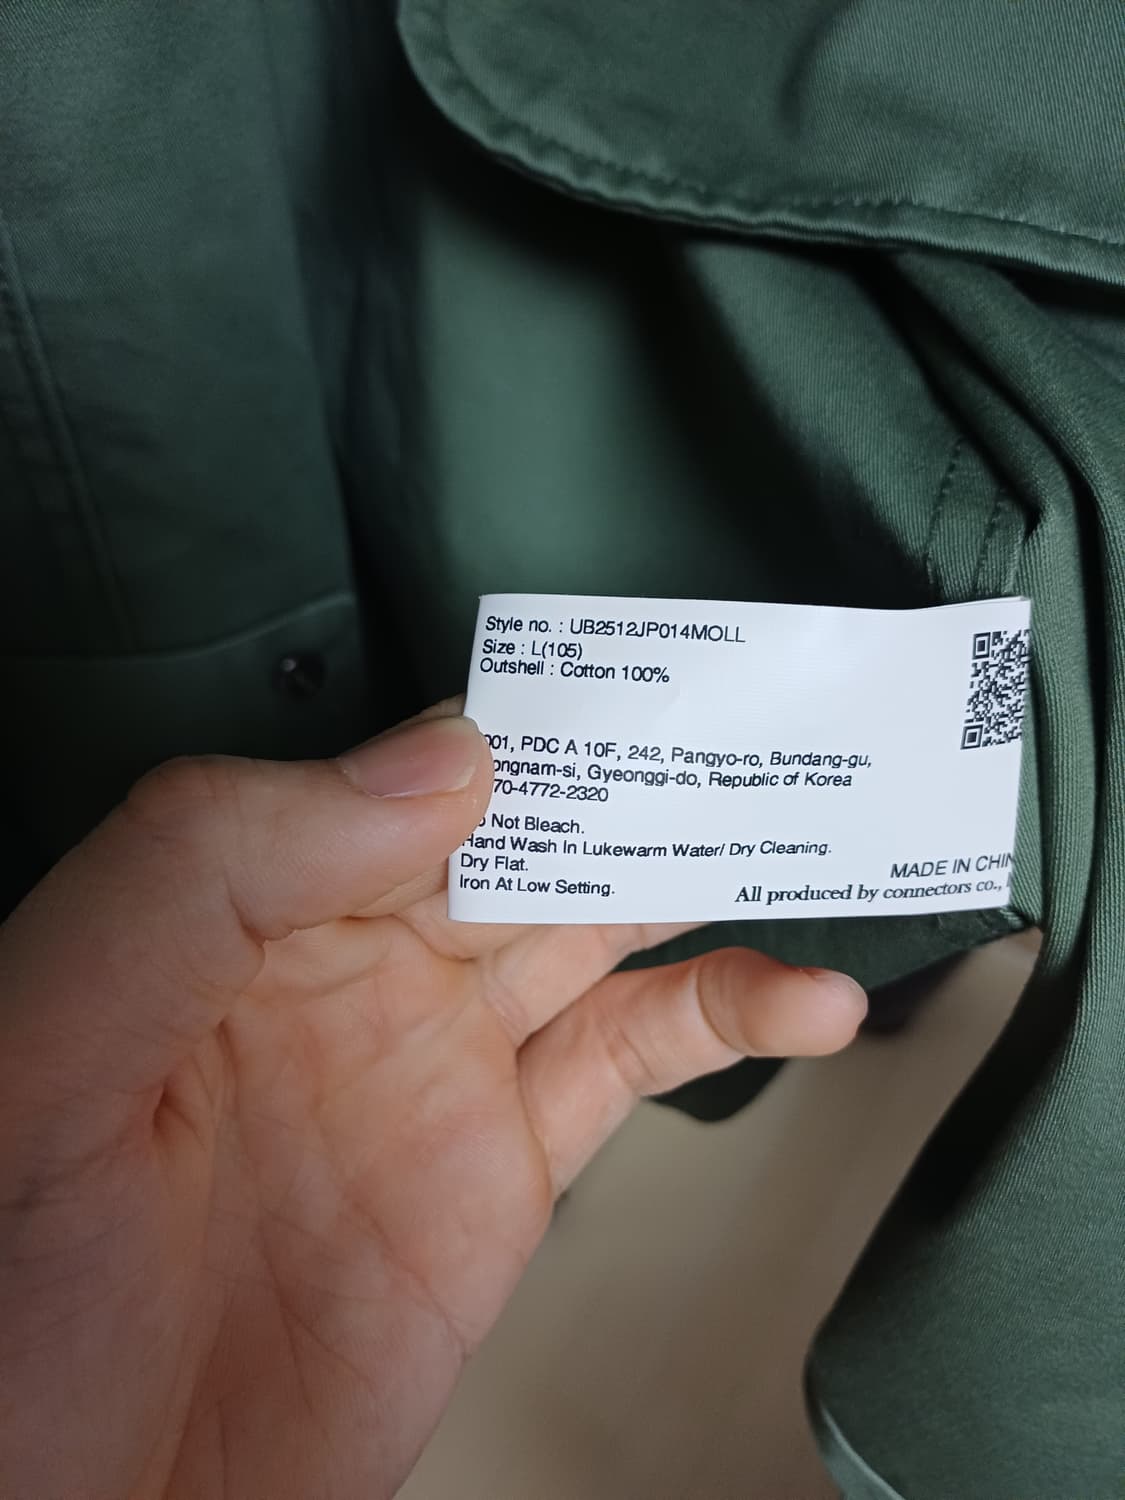 Style no. : UB2512JP014MOLL
Size : L(105)
Outshell : Cotton 100%
PDC A 10F, 242, Pangyo-ro, Bundang-gu,
Gyeonggi-do, Republic of Korea
70-4772-2320
Not Bleach.
Hand Wash In Lukewarm Water/ Dry Cleaning.
Dry Flat.
Iron At Low Setting.
MADE IN
All produced by connectors co.,